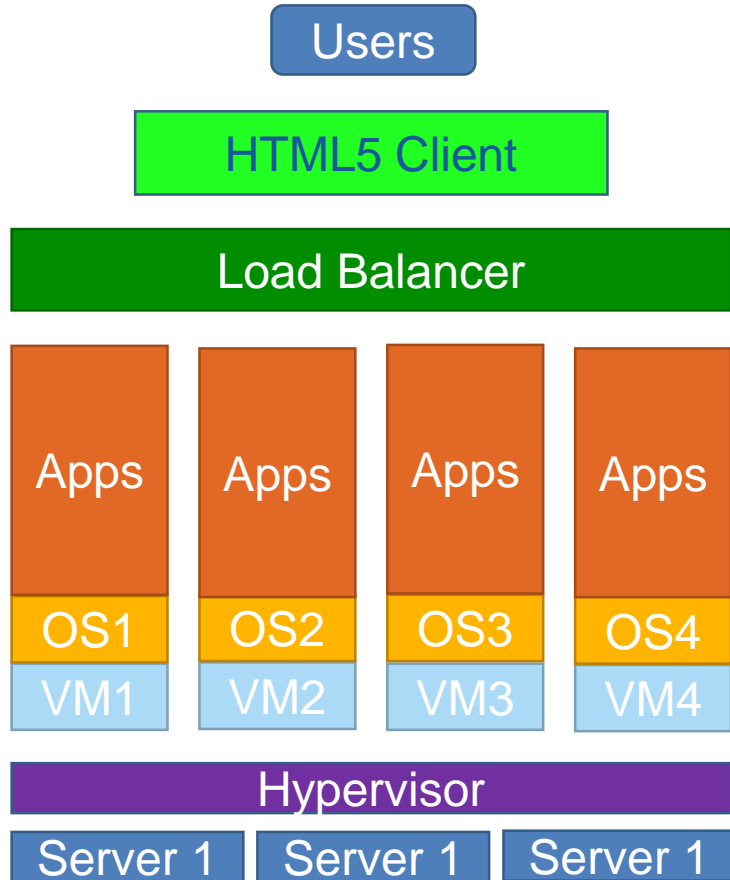 Users
HTML5 Client
Load Balancer
Apps Apps Apps Apps
OS1 OS2 OS3 OS4
VM1 VM2 VM3 VM4
Hypervisor
Server 1 Server 1 Server 1